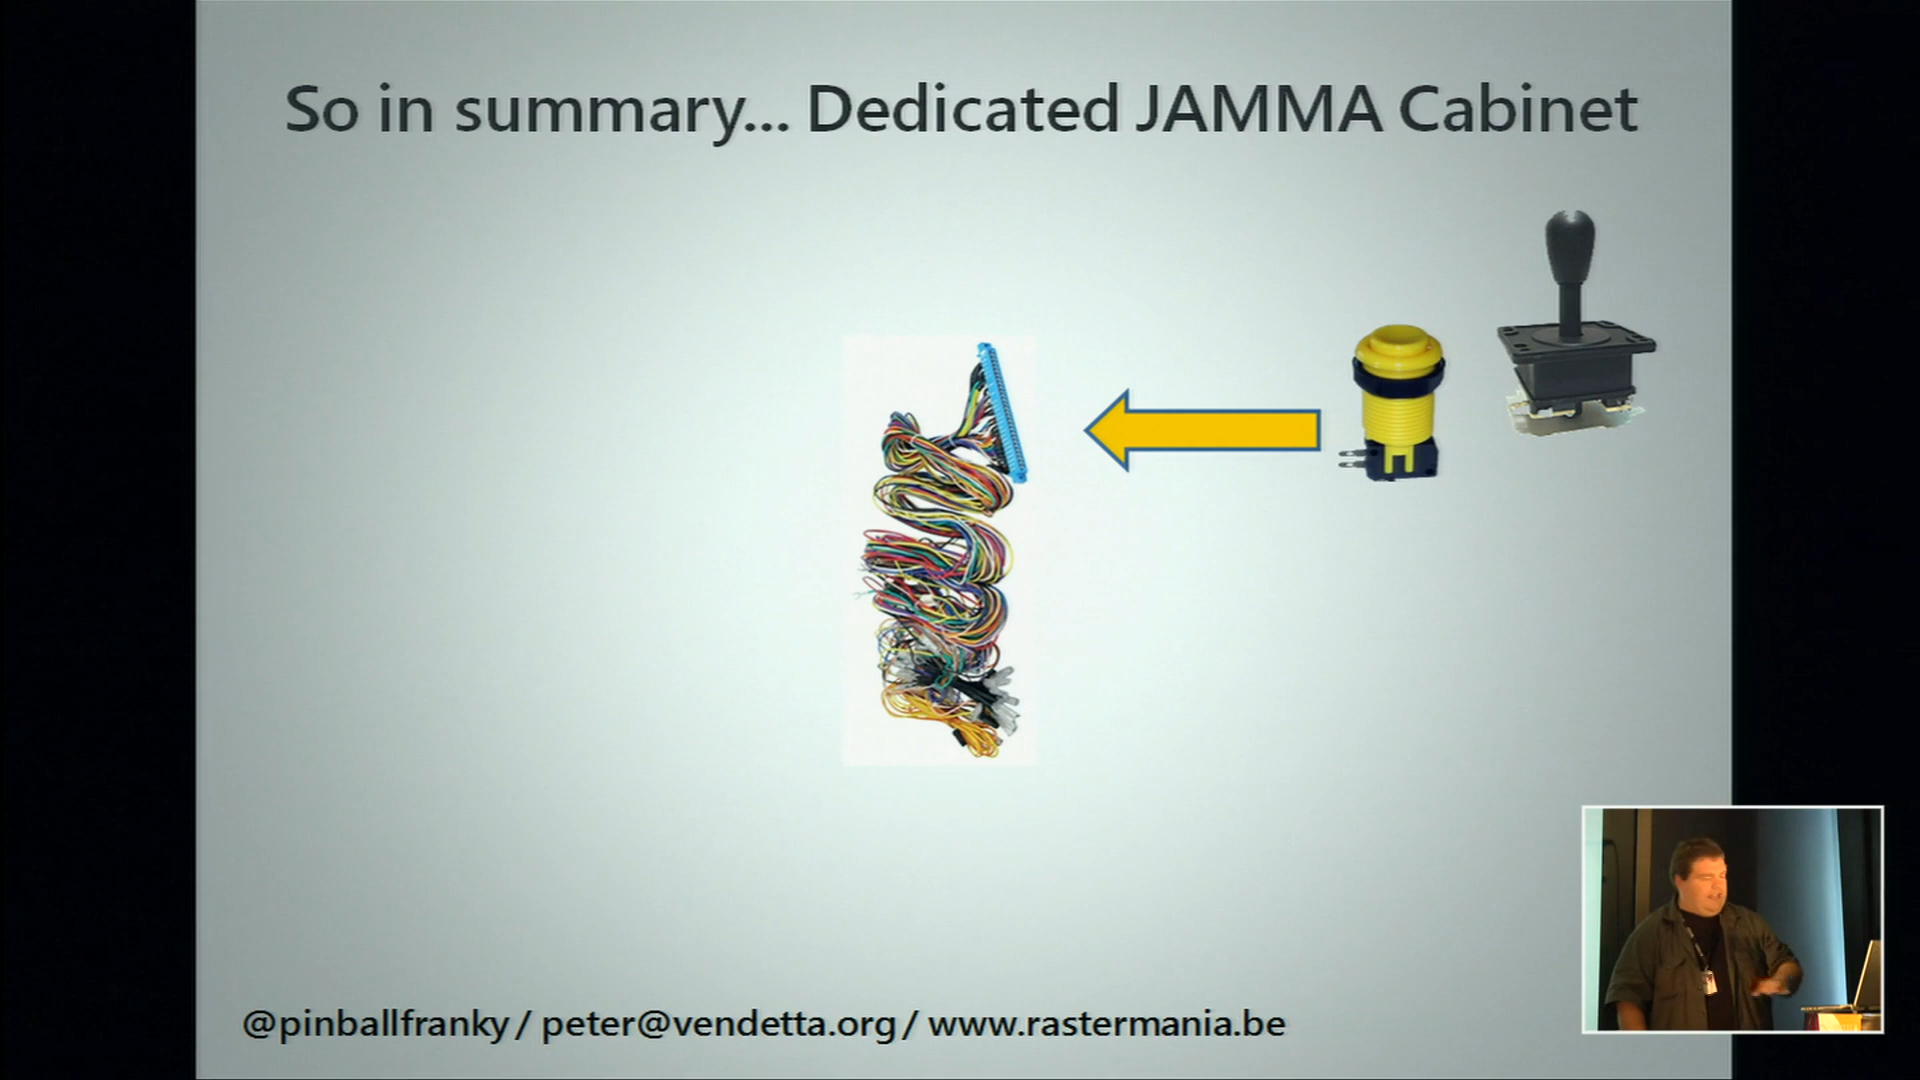 So in summary... Dedicated JAMMA Cabinet
@pinballfranky / peter@vendetta.org / www.rastermania.be